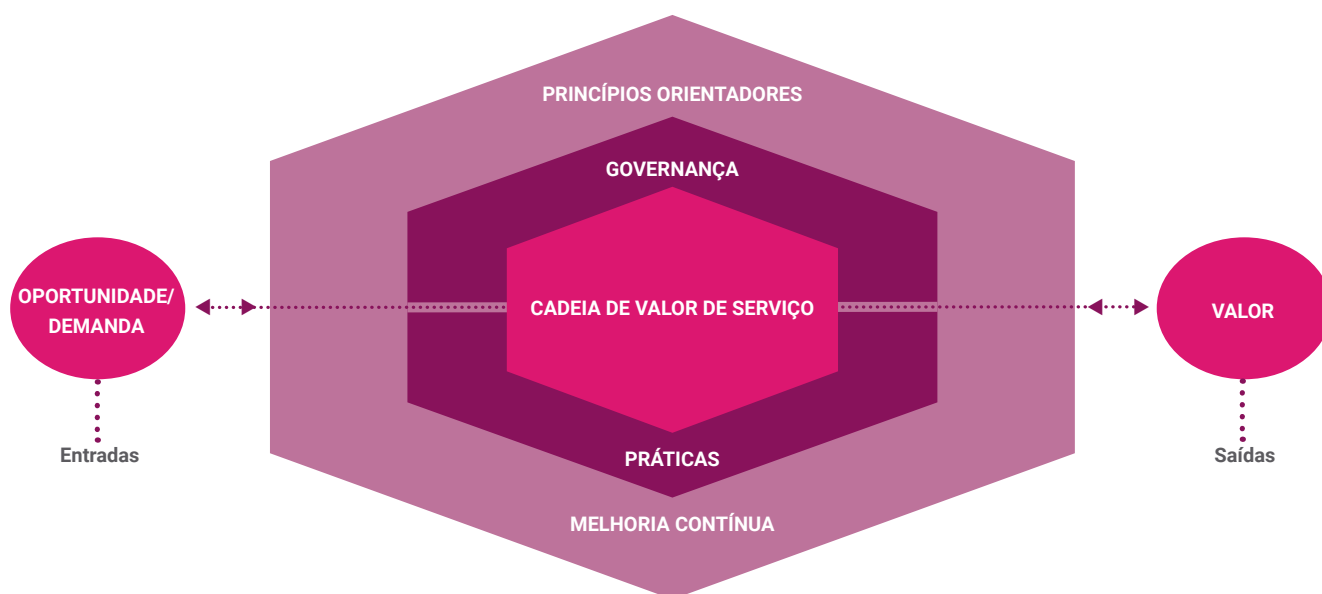 PRINCÍPIOS ORIENTADORES
GOVERNANÇA
OPORTUNIDADE/
DEMANDA
CADEIA DE VALOR DE SERVIÇO
VALOR
Entradas
Saídas
PRÁTICAS
MELHORIA CONTÍNUA